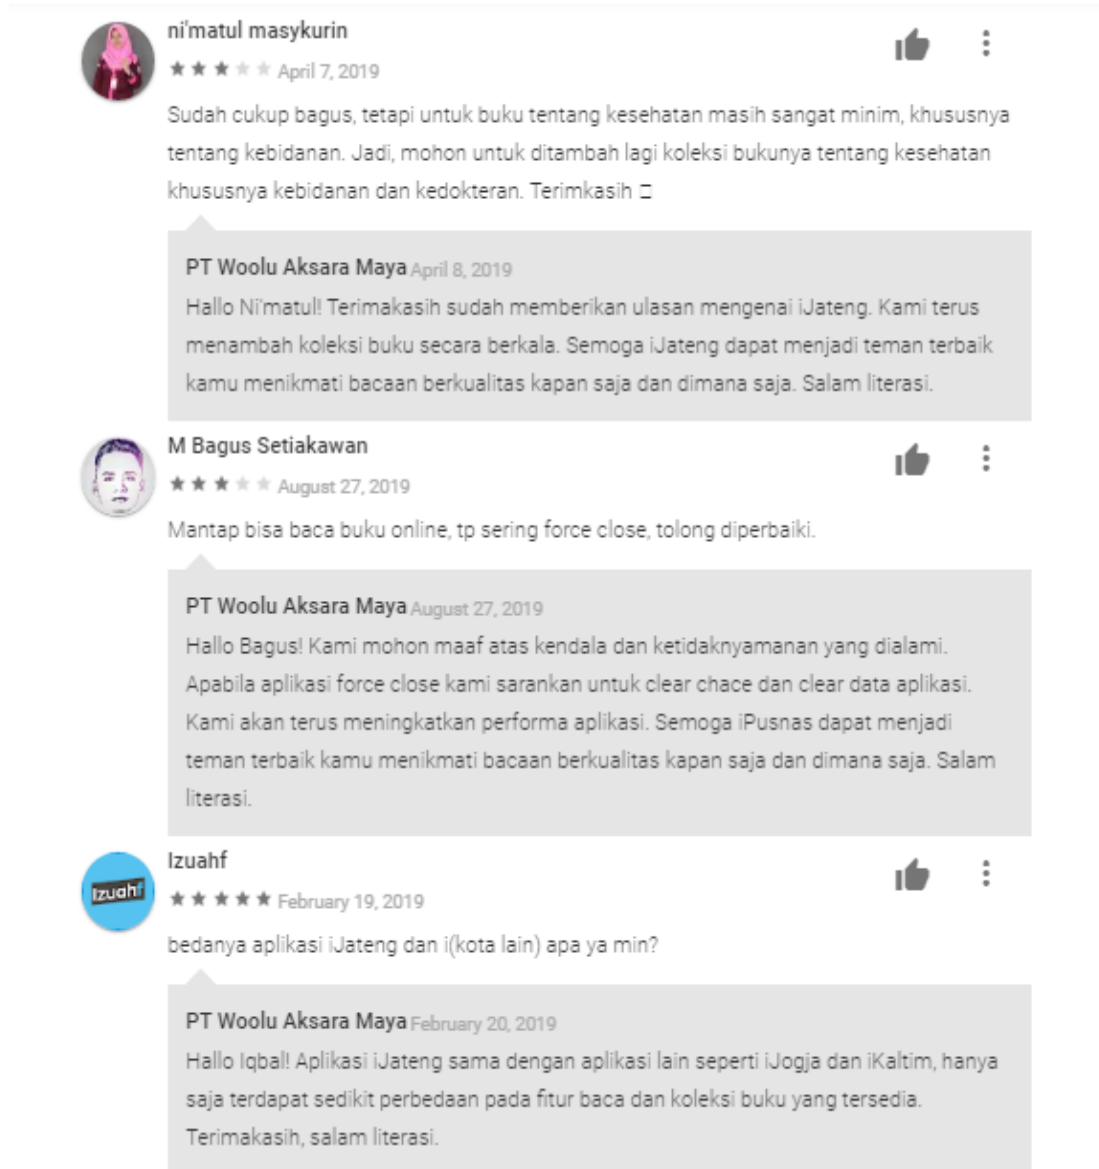 ni'matul masykurin
April 7, 2019
Sudah cukup bagus, tetapi untuk buku tentang kesehatan masih sangat minim, khususnya
tentang kebidanan. Jadi, mohon untuk ditambah lagi koleksi bukunya tentang kesehatan
khususnya kebidanan dan kedokteran. Terimkasih
PT Woolu Aksara Maya April 8, 2019
Hallo Ni'matul! Terimakasih sudah memberikan ulasan mengenai iJateng. Kami terus
menambah koleksi buku secara berkala. Semoga iJateng dapat menjadi teman terbaik
kamu menikmati bacaan berkualitas kapan saja dan dimana saja. Salam literasi.
M Bagus Setiakawan
August 27, 2019
Mantap bisa baca buku online, tp sering force close, tolong diperbaiki.
PT Woolu Aksara Maya August 27, 2019
Hallo Bagus! Kami mohon maaf atas kendala dan ketidaknyamanan yang dialami.
Apabila aplikasi force close kami sarankan untuk clear chace dan clear data aplikasi.
Kami akan terus meningkatkan performa aplikasi. Semoga iPusnas dapat menjadi
teman terbaik kamu menikmati bacaan berkualitas kapan saja dan dimana saja. Salam
literasi.
Izuahf
Izuahf
February 19, 2019
bedanya aplikasi iJateng dan i(kota lain) apa ya min?
PT Woolu Aksara Maya February 20, 2019
Hallo Iqbal! Aplikasi iJateng sama dengan aplikasi lain seperti iJogja dan iKaltim, hanya
saja terdapat sedikit perbedaan pada fitur baca dan koleksi buku yang tersedia.
Terimakasih, salam literasi.